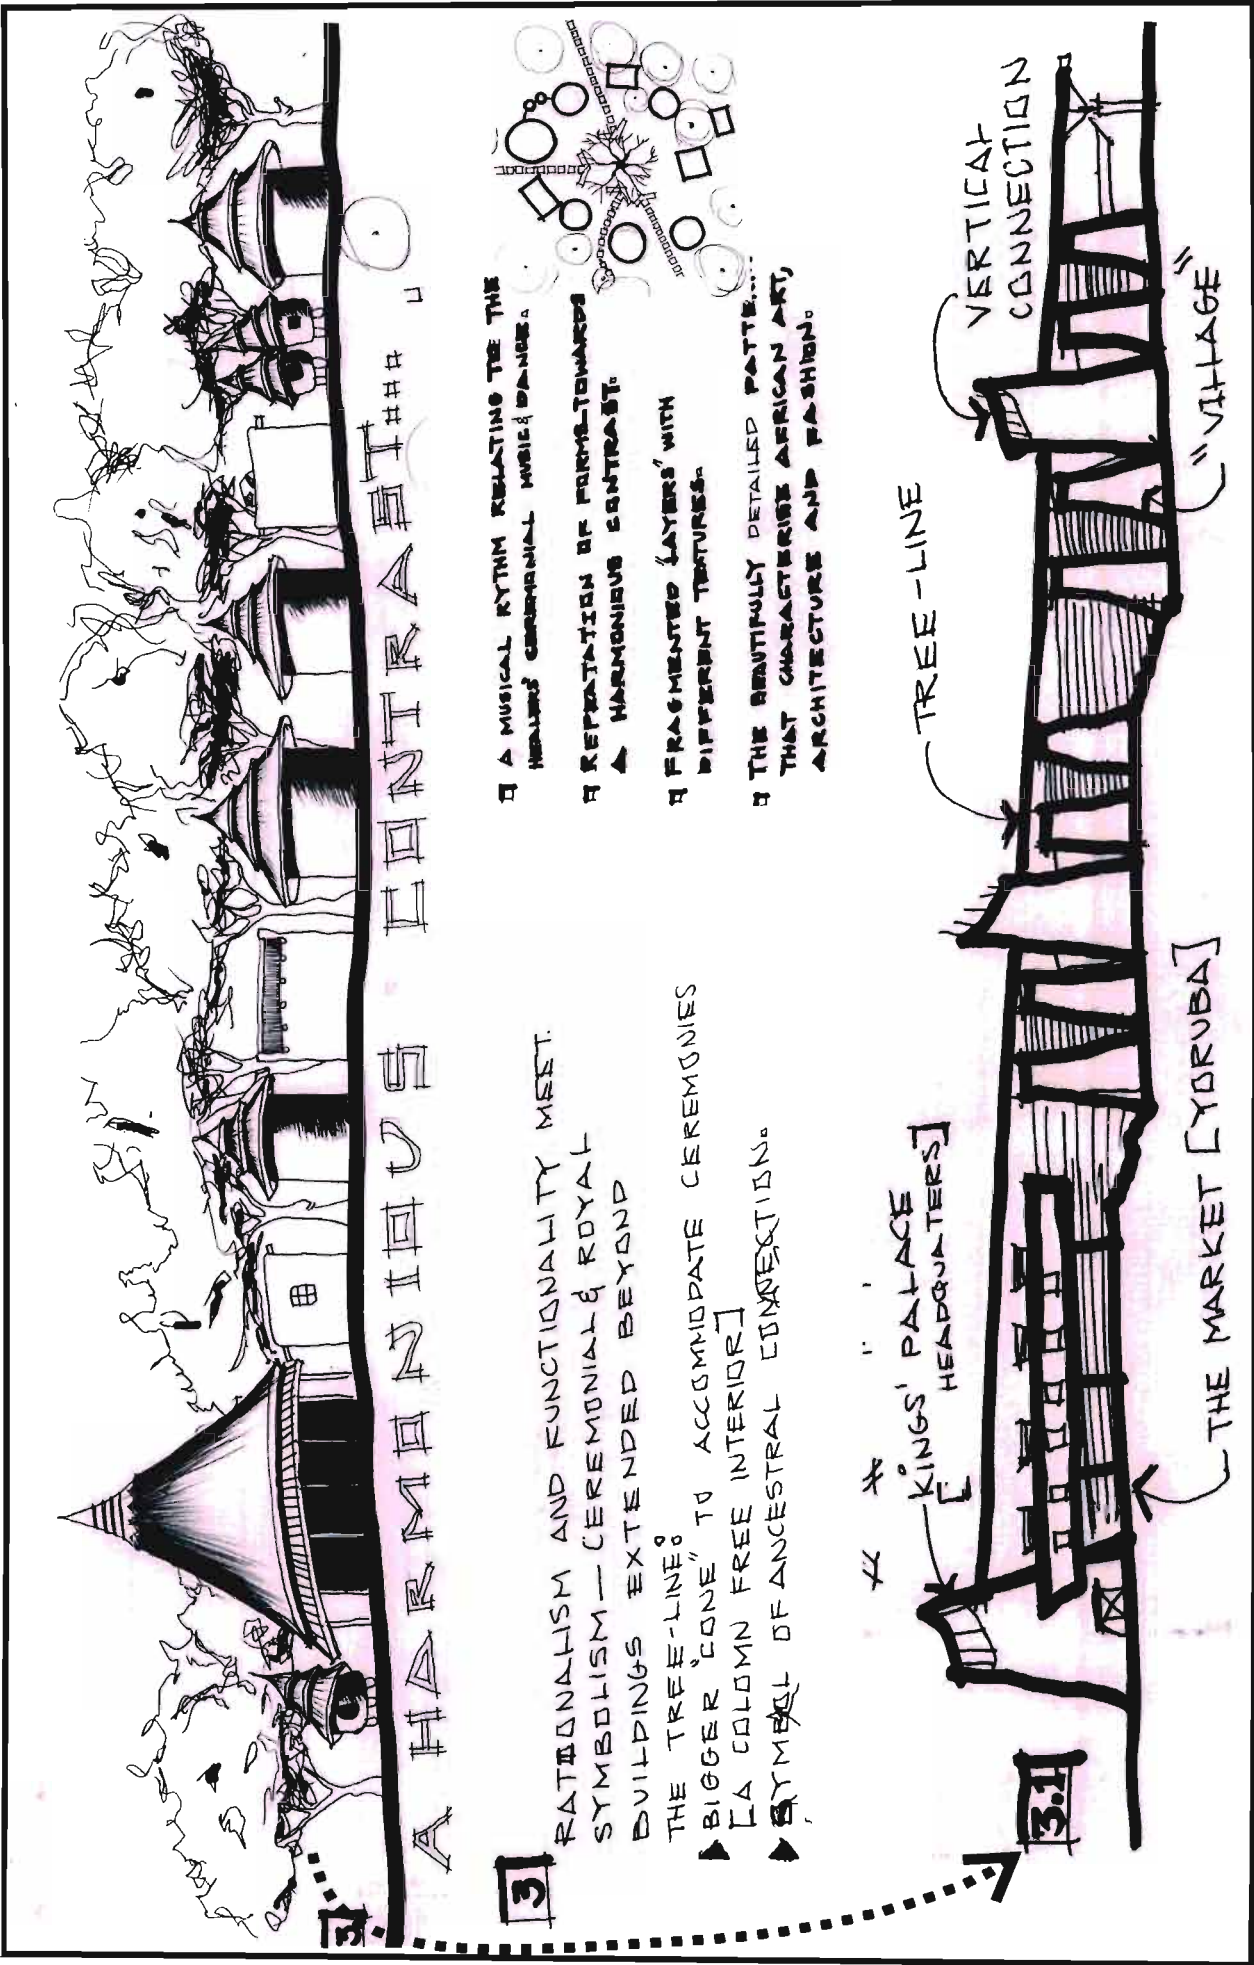 3
A HARMONIOUS CONTRAST###
3
RATIONALISM AND FUNCTIONALITY MEET.
SYMBOLISM — CEREMONIAL & ROYAL
BUILDINGS EXTENDED BEYOND
THE TREE-LINE:
BIGGER "CONE" TO ACCOMMODATE CEREMONIES
[A COLOMN FREE INTERIOR]
SYMBOL OF ANCESTRAL CONNECTION.
A MUSICAL RYTHM RELATING TO THE
HEALERS' CEREMONIAL MUSIC & DANCE.
REPEATATION OF FORMS TOWARDS
A HARMONIOUS CONTRAST.
FRAGMENTED "LAYERS" WITH
DIFFERENT TEXTURES.
THE BEAUTIFULLY DETAILED PATTE.....
THAT CHARACTERISE AFRICAN ART,
ARCHITECTURE AND FASHION.
3.1
KINGS' PALACE
[HEADQUATERS]
THE MARKET [YORUBA]
TREE-LINE
VERTICAL
CONNECTION
"VILLAGE"